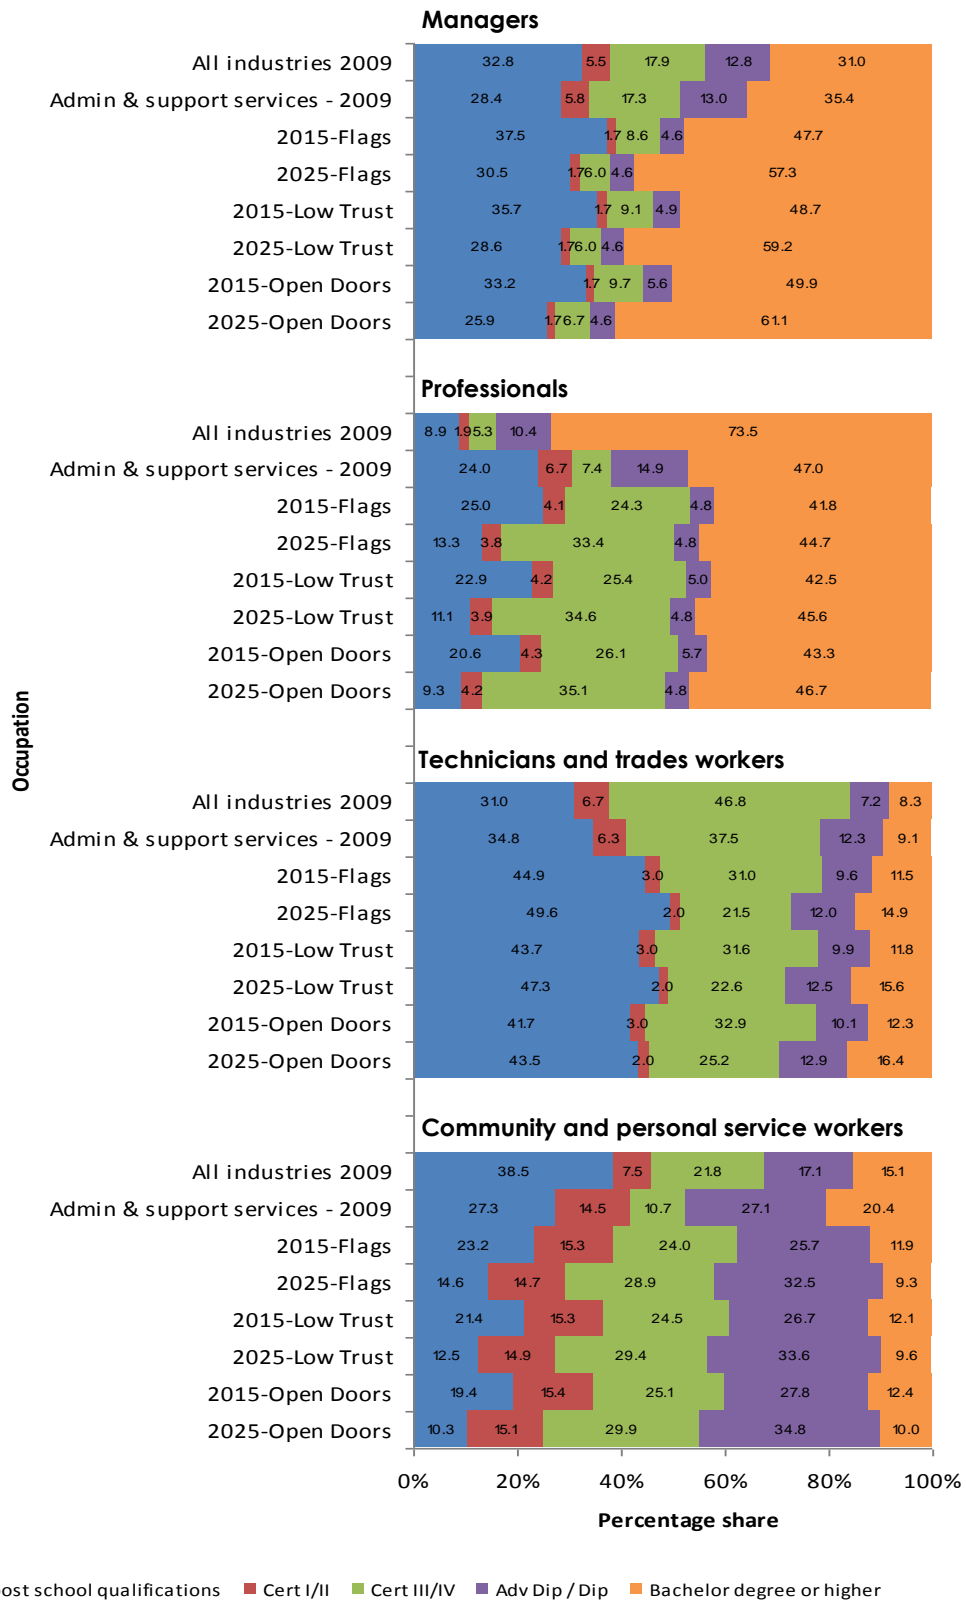 Managers
All industries 2009 32.8 5.5 17.9 12.8 31.0
Admin & support services - 2009 28.4 5.8 17.3 13.0 35.4
2015-Flags 37.5 1.7 8.6 4.6 47.7
2025-Flags 30.5 1.7 6.0 4.6 57.3
2015-Low Trust 35.7 1.7 9.1 4.9 48.7
2025-Low Trust 28.6 1.7 6.0 4.6 59.2
2015-Open Doors 33.2 1.7 9.7 5.6 49.9
2025-Open Doors 25.9 1.7 6.7 4.6 61.1
Professionals
All industries 2009 8.9 1.9 5.3 10.4 73.5
Admin & support services - 2009 24.0 6.7 7.4 14.9 47.0
2015-Flags 25.0 4.1 24.3 4.8 41.8
2025-Flags 13.3 3.8 33.4 4.8 44.7
2015-Low Trust 22.9 4.2 25.4 5.0 42.5
2025-Low Trust 11.1 3.9 34.6 4.8 45.6
2015-Open Doors 20.6 4.3 26.1 5.7 43.3
2025-Open Doors 9.3 4.2 35.1 4.8 46.7
Occupation
Technicians and trades workers
All industries 2009 31.0 6.7 46.8 7.2 8.3
Admin & support services - 2009 34.8 6.3 37.5 12.3 9.1
2015-Flags 44.9 3.0 31.0 9.6 11.5
2025-Flags 49.6 2.0 21.5 12.0 14.9
2015-Low Trust 43.7 3.0 31.6 9.9 11.8
2025-Low Trust 47.3 2.0 22.6 12.5 15.6
2015-Open Doors 41.7 3.0 32.9 10.1 12.3
2025-Open Doors 43.5 2.0 25.2 12.9 16.4
Community and personal service workers
All industries 2009 38.5 7.5 21.8 17.1 15.1
Admin & support services - 2009 27.3 14.5 10.7 27.1 20.4
2015-Flags 23.2 15.3 24.0 25.7 11.9
2025-Flags 14.6 14.7 28.9 32.5 9.3
2015-Low Trust 21.4 15.3 24.5 26.7 12.1
2025-Low Trust 12.5 14.9 29.4 33.6 9.6
2015-Open Doors 19.4 15.4 25.1 27.8 12.4
2025-Open Doors 10.3 15.1 29.9 34.8 10.0
0% 20% 40% 60% 80% 100%
Percentage share
post school qualifications Cert I/II Cert III/IV Adv Dip / Dip Bachelor degree or higher